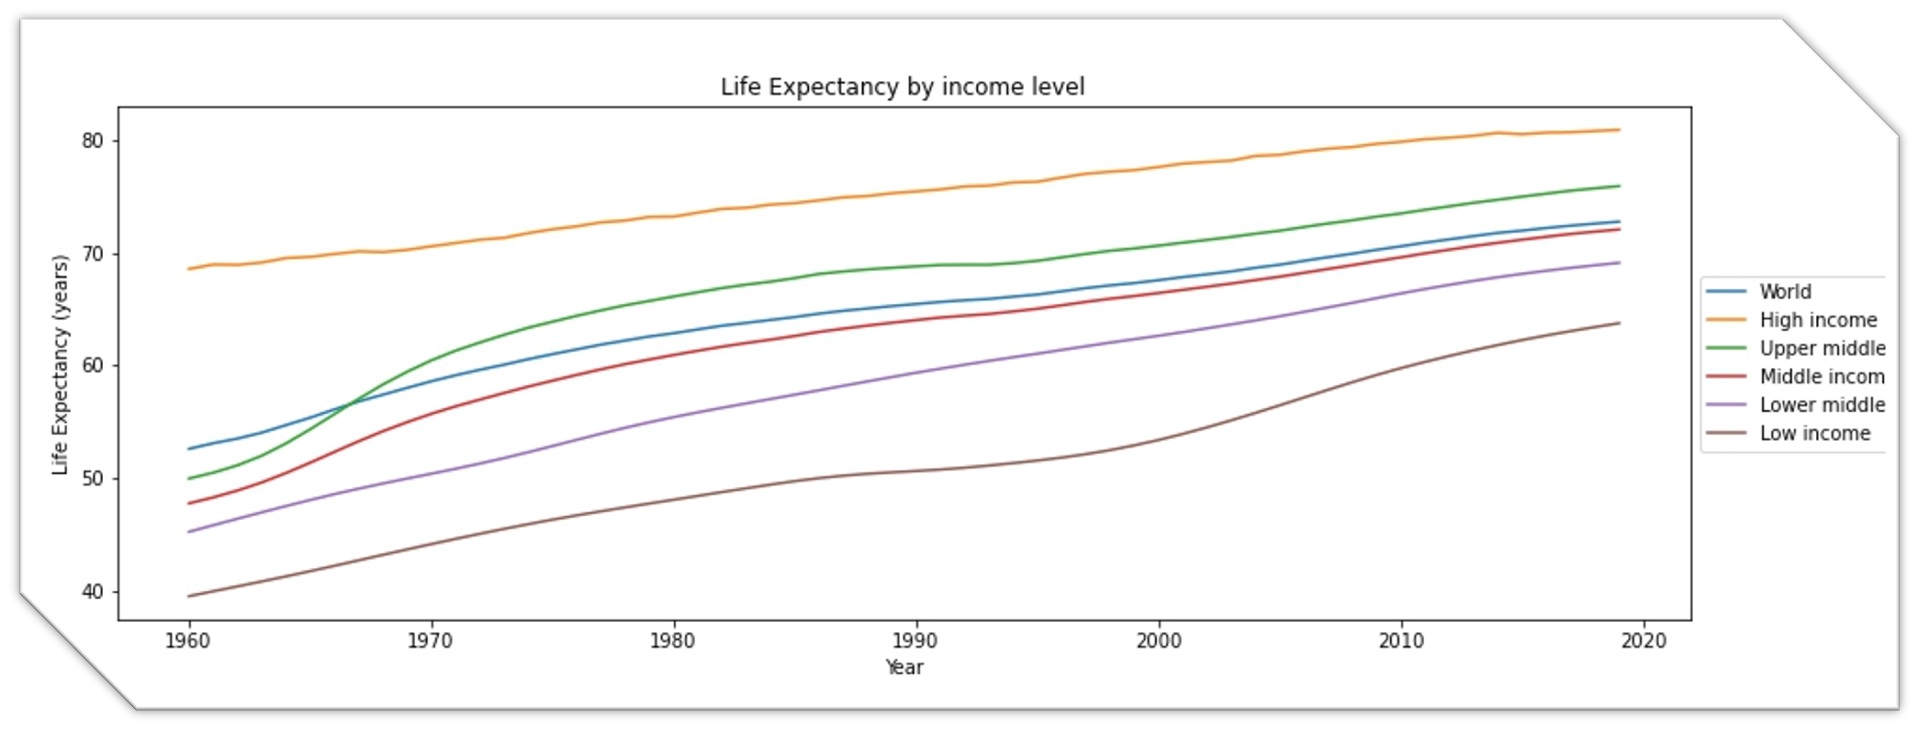 Life Expectancy by income level
80
70
60
50
40
Life Expectancy (years)
1960 1970 1980 1990 2000 2010 2020
Year
World
High income
Upper middle
Middle incom
Lower middle
Low income